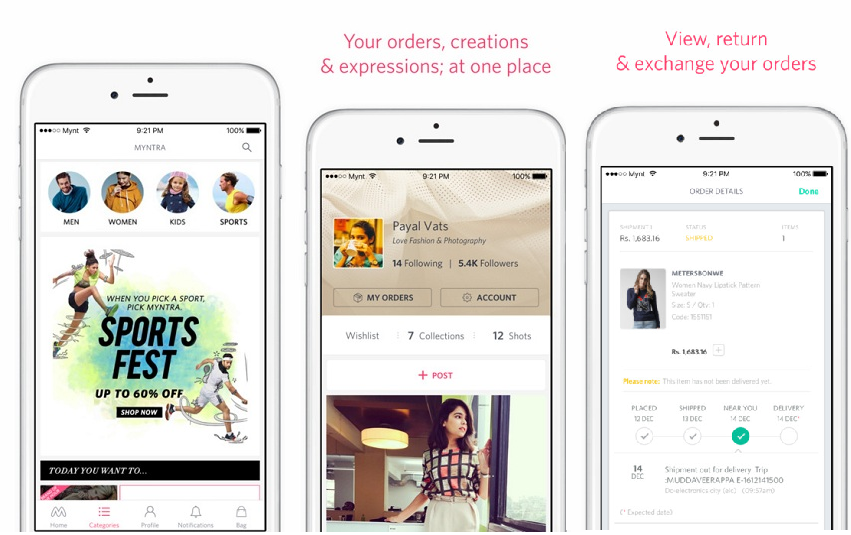 ●●●○○ Mynt
9:21 PM
100%
MYNTRA
MEN
WOMEN
KIDS
SPORTS
WHEN YOU PICK A SPORT,
PICK MYNTRA.
SPORTS
FEST
UP TO 60% OFF
SHOP NOW
TODAY YOU WANT TO...
Home
Categories
Profile
Notifications
Bag
Your orders, creations
& expressions; at one place
●●●○○ Mynt
9:21 PM
100%
Payal Vats
Love Fashion & Photography
14 Following | 5.4K Followers
MY ORDERS
ACCOUNT
Wishlist
7 Collections
12 Shots
+ POST
View, return
& exchange your orders
●●●○○ Mynt
9:21 PM
100%
ORDER DETAILS
Done
SHIPMENT 1
STATUS
ITEMS
Rs. 1,683.16
SHIPPED
1
METERSBONWE
Women Navy Lipstick Pattern
Sweater
Size: S / Qty: 1
Rs. 1,683.16
Please note: This item has not been delivered yet.
PLACED
SHIPPED
NEAR YOU
DELIVERY
12 DEC
13 DEC
14 DEC
14 DEC*
14
DEC
Shipment out for delivery. Trip
:MUDDAVEERAPPA E-1612141500
(* Expected date)